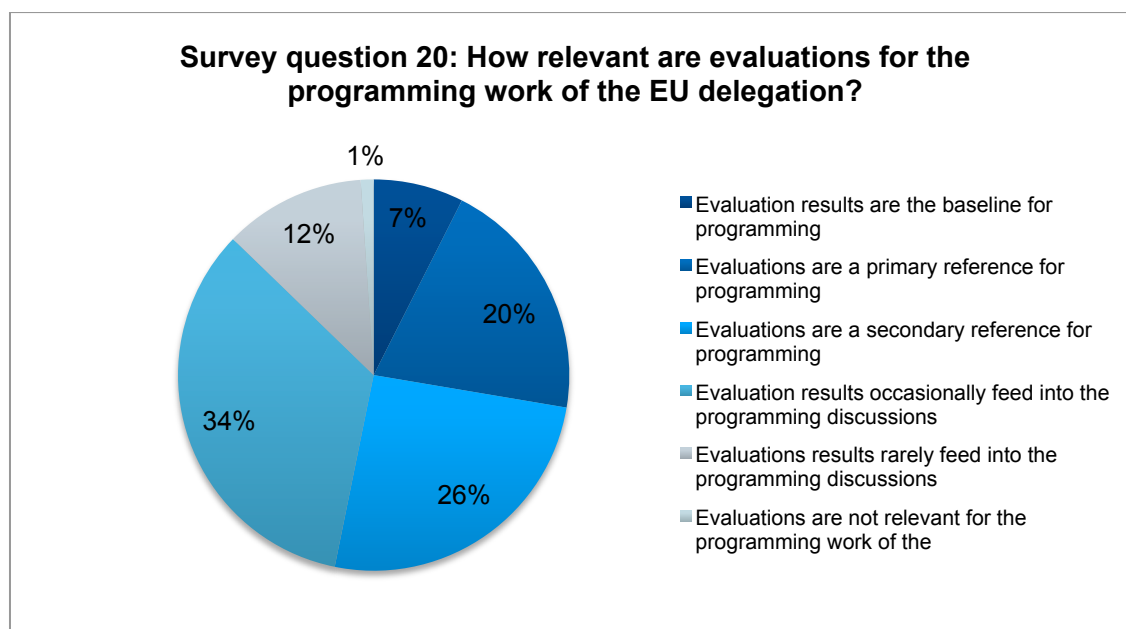 Survey question 20: How relevant are evaluations for the
programming work of the EU delegation?
1%
7%
12%
20%
34%
26%
Evaluation results are the baseline for
programming
Evaluations are a primary reference for
programming
Evaluations are a secondary reference for
programming
Evaluation results occasionally feed into the
programming discussions
Evaluations results rarely feed into the
programming discussions
Evaluations are not relevant for the
programming work of the